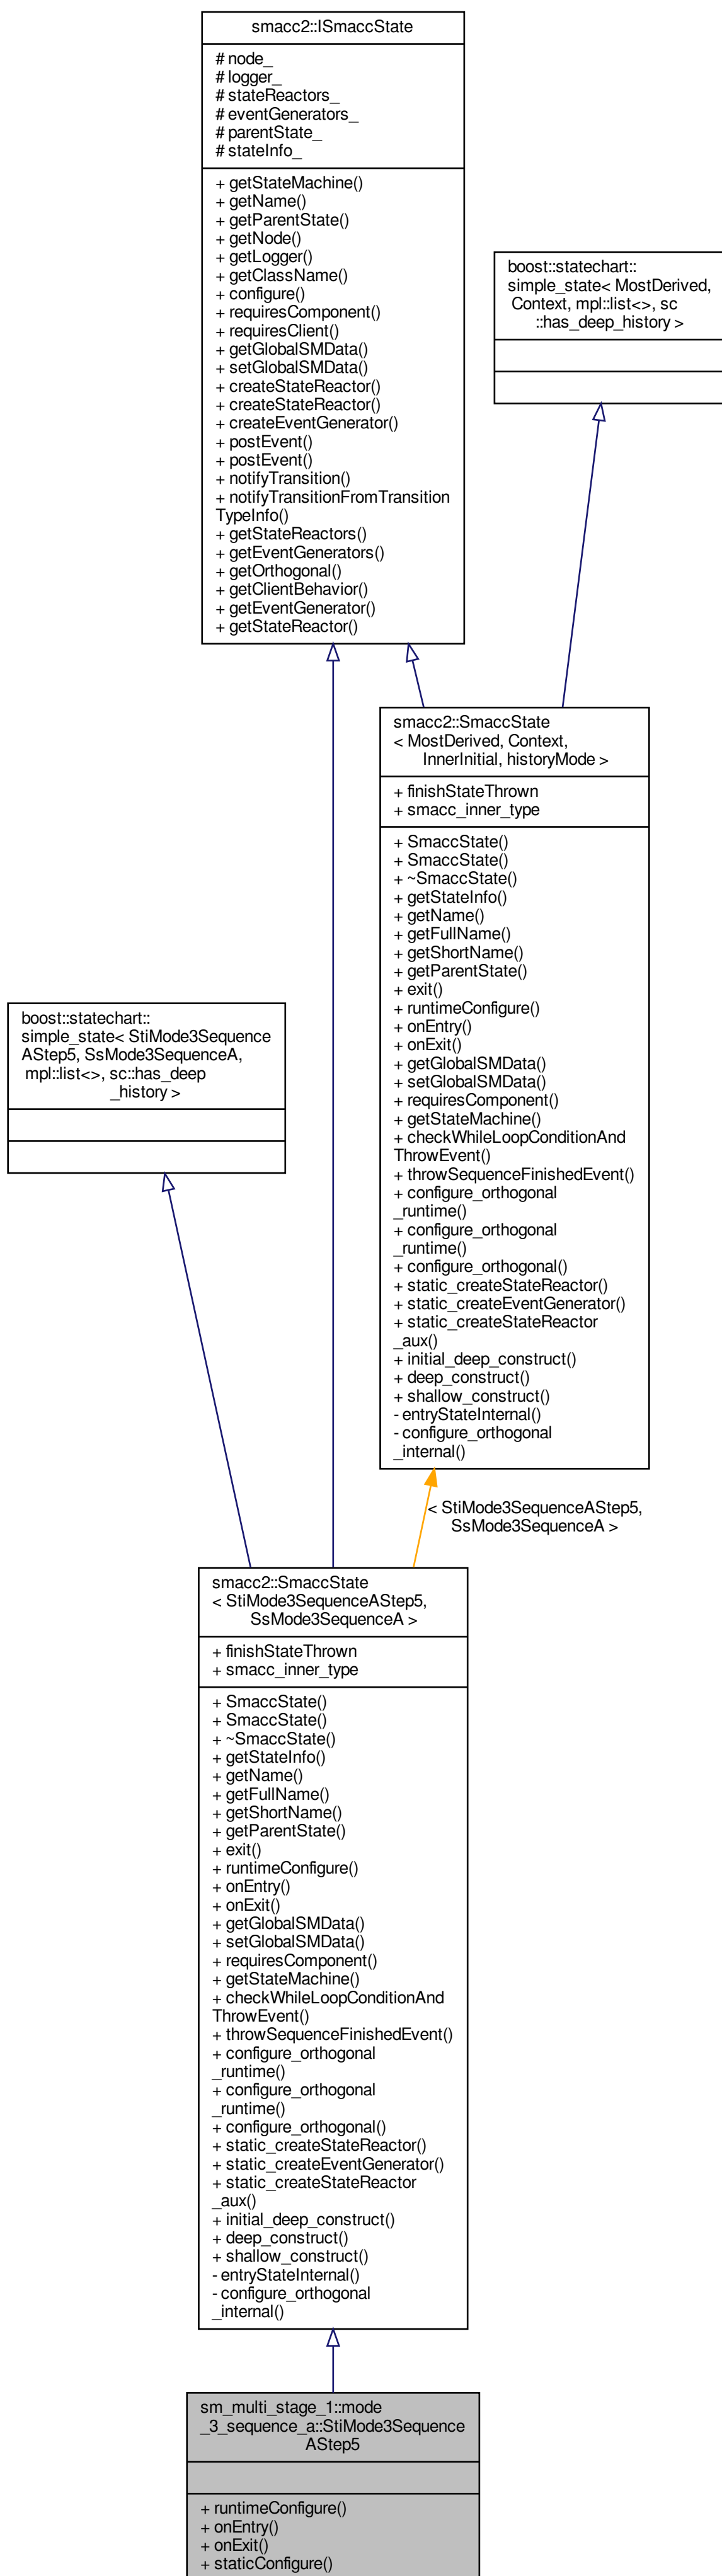 smacc2::ISmaccState
# node_
# logger_
# stateReactors_
# eventGenerators_
# parentState_
# stateInfo_
+ getStateMachine()
+ getName()
+ getParentState()
+ getNode()
+ getLogger()
+ getClassName()
+ configure()
+ requiresComponent()
+ requiresClient()
+ getGlobalSMData()
+ setGlobalSMData()
+ createStateReactor()
+ createStateReactor()
+ createEventGenerator()
+ postEvent()
+ postEvent()
+ notifyTransition()
+ notifyTransitionFromTransition
TypeInfo()
+ getStateReactors()
+ getEventGenerators()
+ getOrthogonal()
+ getClientBehavior()
+ getEventGenerator()
+ getStateReactor()
boost::statechart::
simple_state< MostDerived,
Context, mpl::list<>, sc
::has_deep_history >
smacc2::SmaccState
< MostDerived, Context,
InnerInitial, historyMode >
+ finishStateThrown
+ smacc_inner_type
+ SmaccState()
+ SmaccState()
+ ~SmaccState()
+ getStateInfo()
+ getName()
+ getFullName()
+ getShortName()
+ getParentState()
+ exit()
+ runtimeConfigure()
+ onEntry()
+ onExit()
+ getGlobalSMData()
+ setGlobalSMData()
+ requiresComponent()
+ getStateMachine()
+ checkWhileLoopConditionAnd
ThrowEvent()
+ throwSequenceFinishedEvent()
+ configure_orthogonal
_runtime()
+ configure_orthogonal
_runtime()
+ configure_orthogonal()
+ static_createStateReactor()
+ static_createEventGenerator()
+ static_createStateReactor
_aux()
+ initial_deep_construct()
+ deep_construct()
+ shallow_construct()
- entryStateInternal()
- configure_orthogonal
_internal()
boost::statechart::
simple_state< StiMode3Sequence
AStep5, SsMode3SequenceA,
mpl::list<>, sc::has_deep
_history >
< StiMode3SequenceAStep5,
SsMode3SequenceA >
smacc2::SmaccState
< StiMode3SequenceAStep5,
SsMode3SequenceA >
+ finishStateThrown
+ smacc_inner_type
+ SmaccState()
+ SmaccState()
+ ~SmaccState()
+ getStateInfo()
+ getName()
+ getFullName()
+ getShortName()
+ getParentState()
+ exit()
+ runtimeConfigure()
+ onEntry()
+ onExit()
+ getGlobalSMData()
+ setGlobalSMData()
+ requiresComponent()
+ getStateMachine()
+ checkWhileLoopConditionAnd
ThrowEvent()
+ throwSequenceFinishedEvent()
+ configure_orthogonal
_runtime()
+ configure_orthogonal
_runtime()
+ configure_orthogonal()
+ static_createStateReactor()
+ static_createEventGenerator()
+ static_createStateReactor
_aux()
+ initial_deep_construct()
+ deep_construct()
+ shallow_construct()
- entryStateInternal()
- configure_orthogonal
_internal()
sm_multi_stage_1::mode
_3_sequence_a::StiMode3Sequence
AStep5
+ runtimeConfigure()
+ onEntry()
+ onExit()
+ staticConfigure()